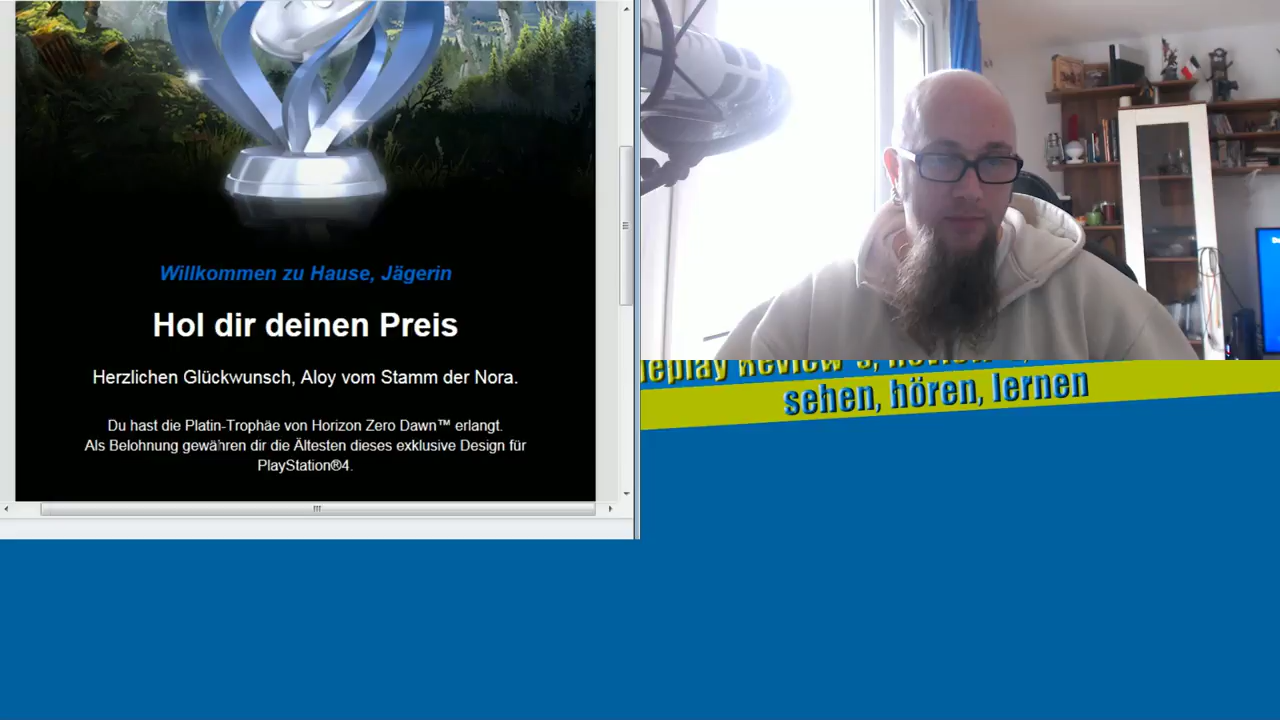 Willkommen zu Hause, Jägerin
Hol dir deinen Preis
Herzlichen Glückwunsch, Aloy vom Stamm der Nora.
Du hast die Platin-Trophäe von Horizon Zero Dawn™ erlangt.
Als Belohnung gewähren dir die Ältesten dieses exklusive Design für
PlayStation®4.
sehen, hören, lernen